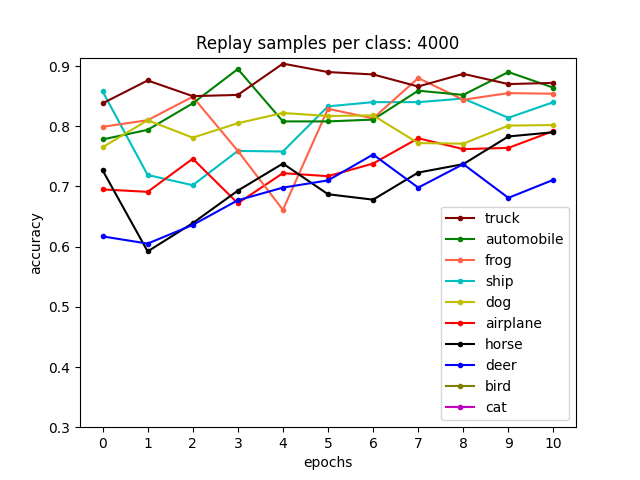 Replay samples per class: 4000
accuracy
0.9
0.8
0.7
0.6
0.5
0.4
0.3
truck
automobile
frog
ship
dog
airplane
horse
deer
bird
cat
0 1 2 3 4 5 6 7 8 9 10
epochs